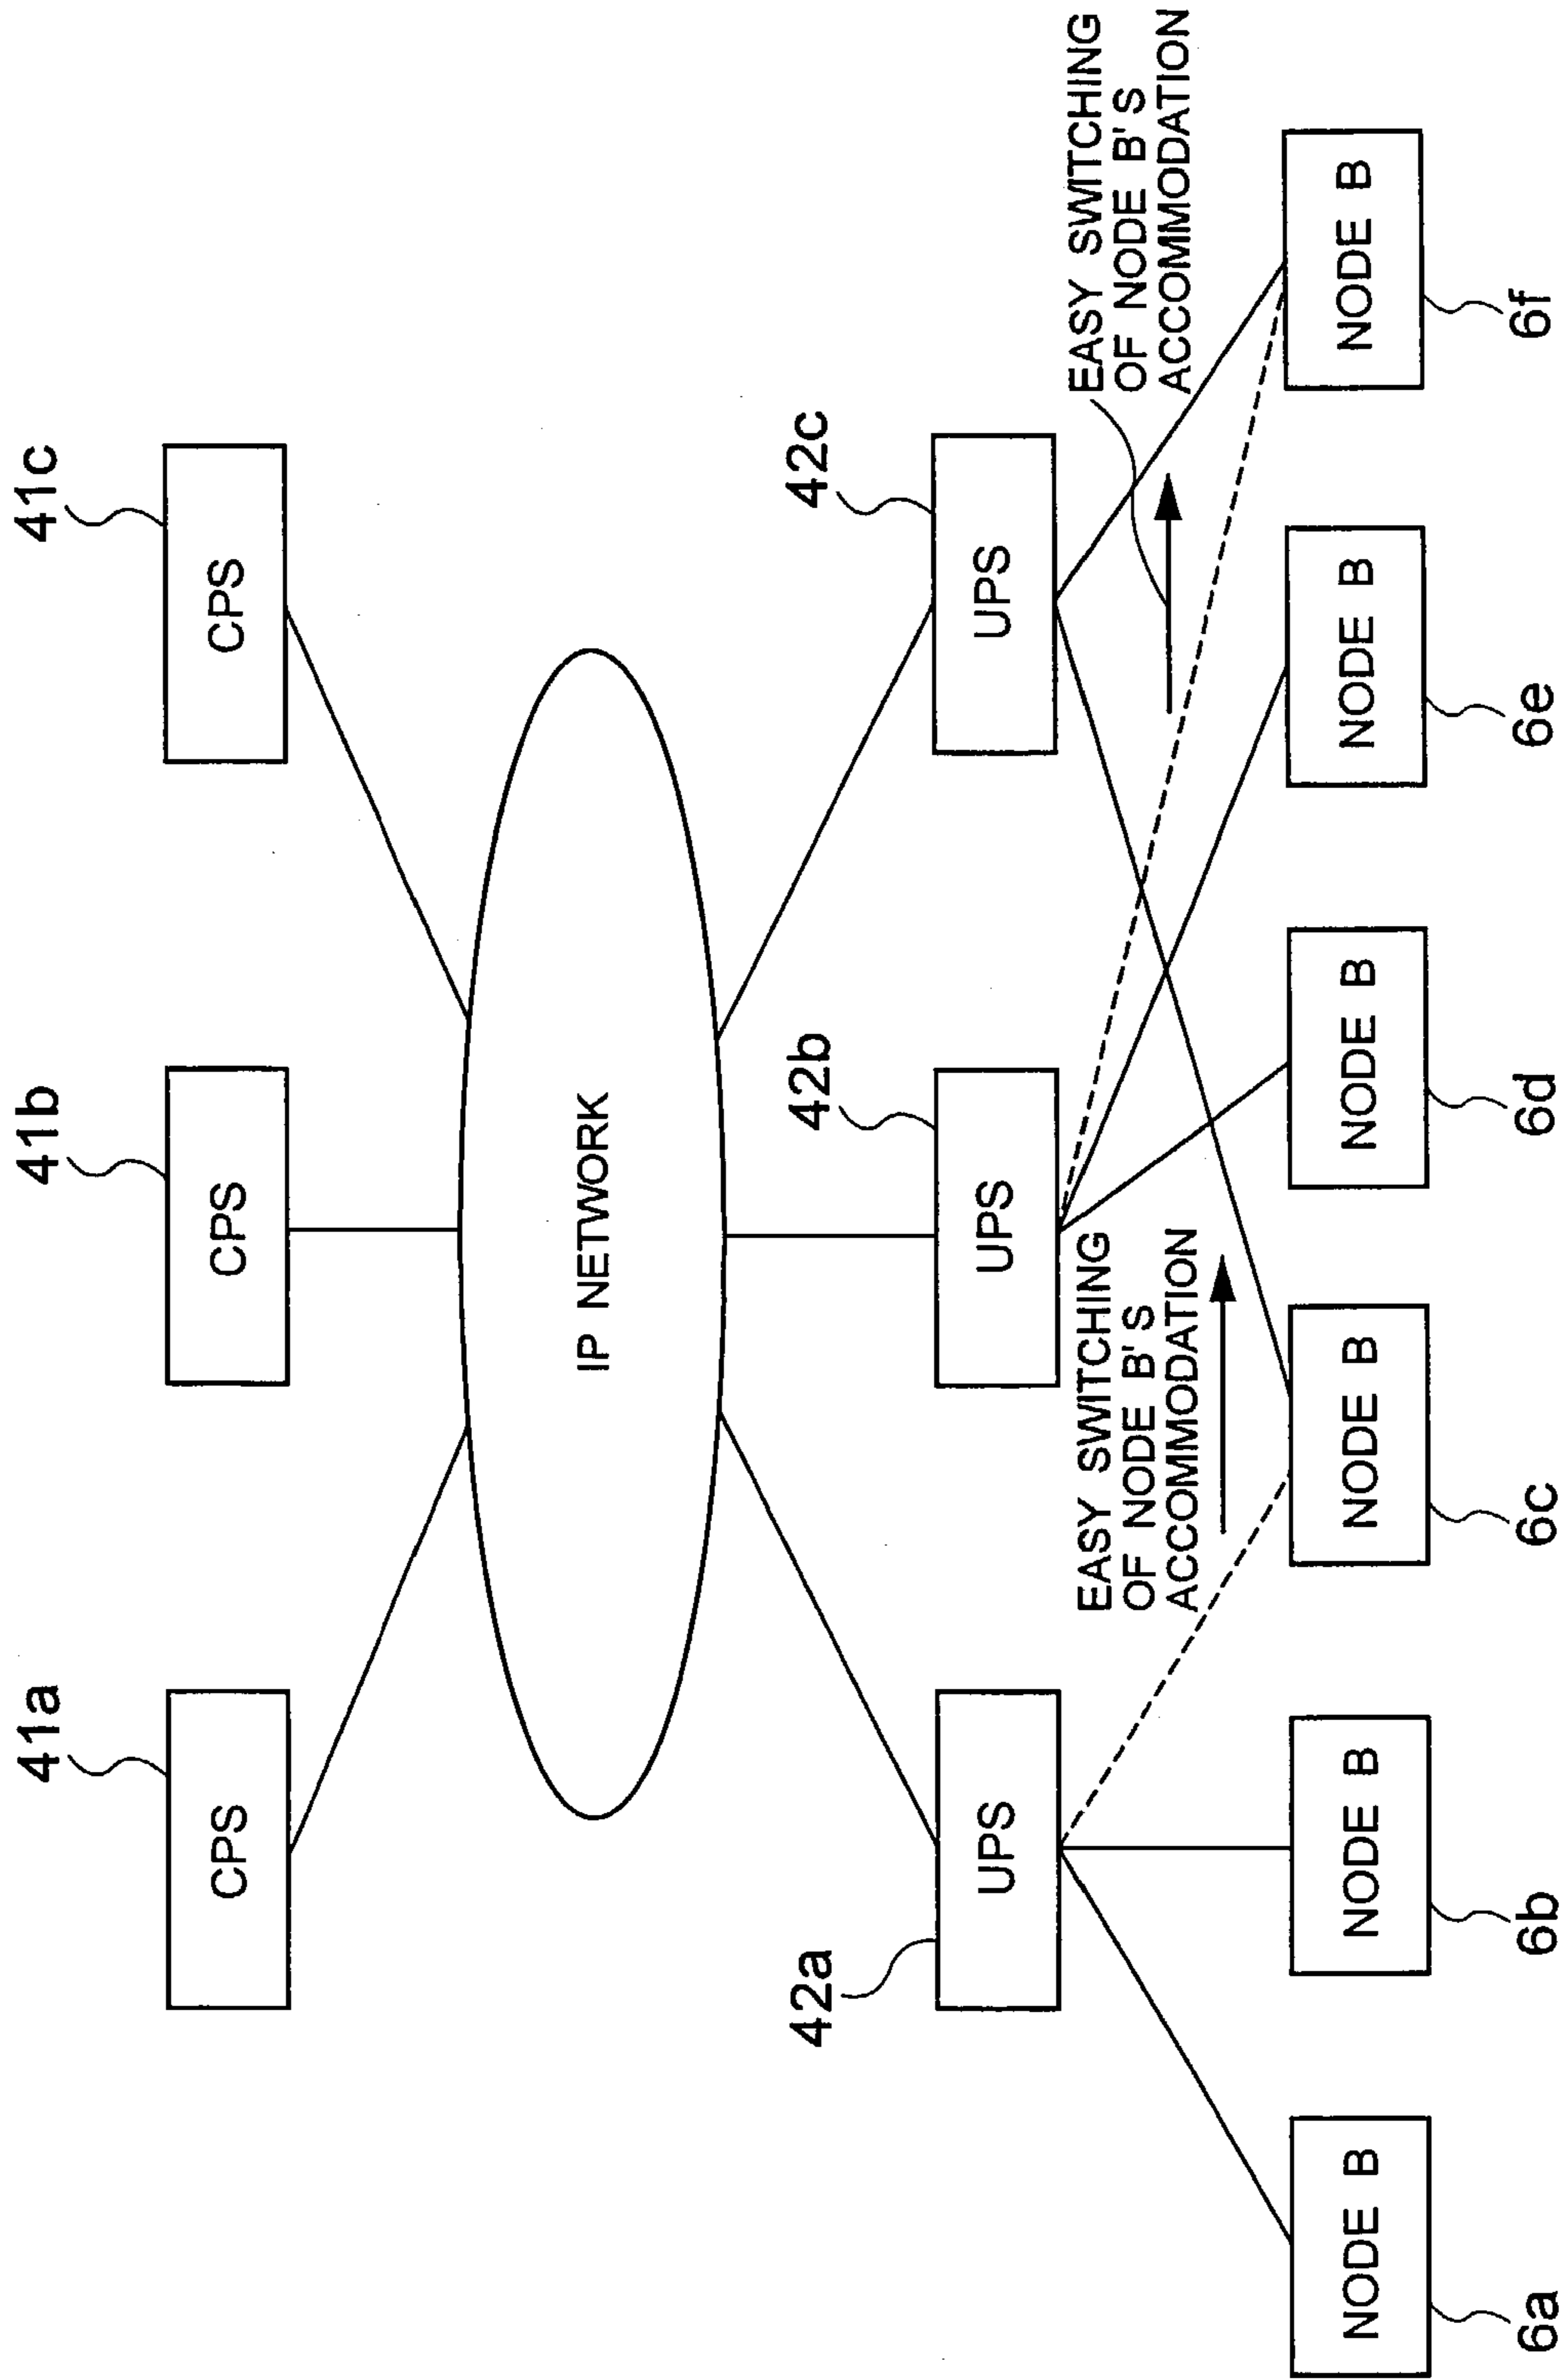 41a
41b
41c
CPS
CPS
CPS
IP NETWORK
42a
42b
42c
UPS
UPS
UPS
EASY SWITCHING
OF NODE B'S
ACCOMMODATION
EASY SWITCHING
OF NODE B'S
ACCOMMODATION
NODE B
NODE B
NODE B
NODE B
NODE B
NODE B
6a
6b
6c
6d
6e
6f